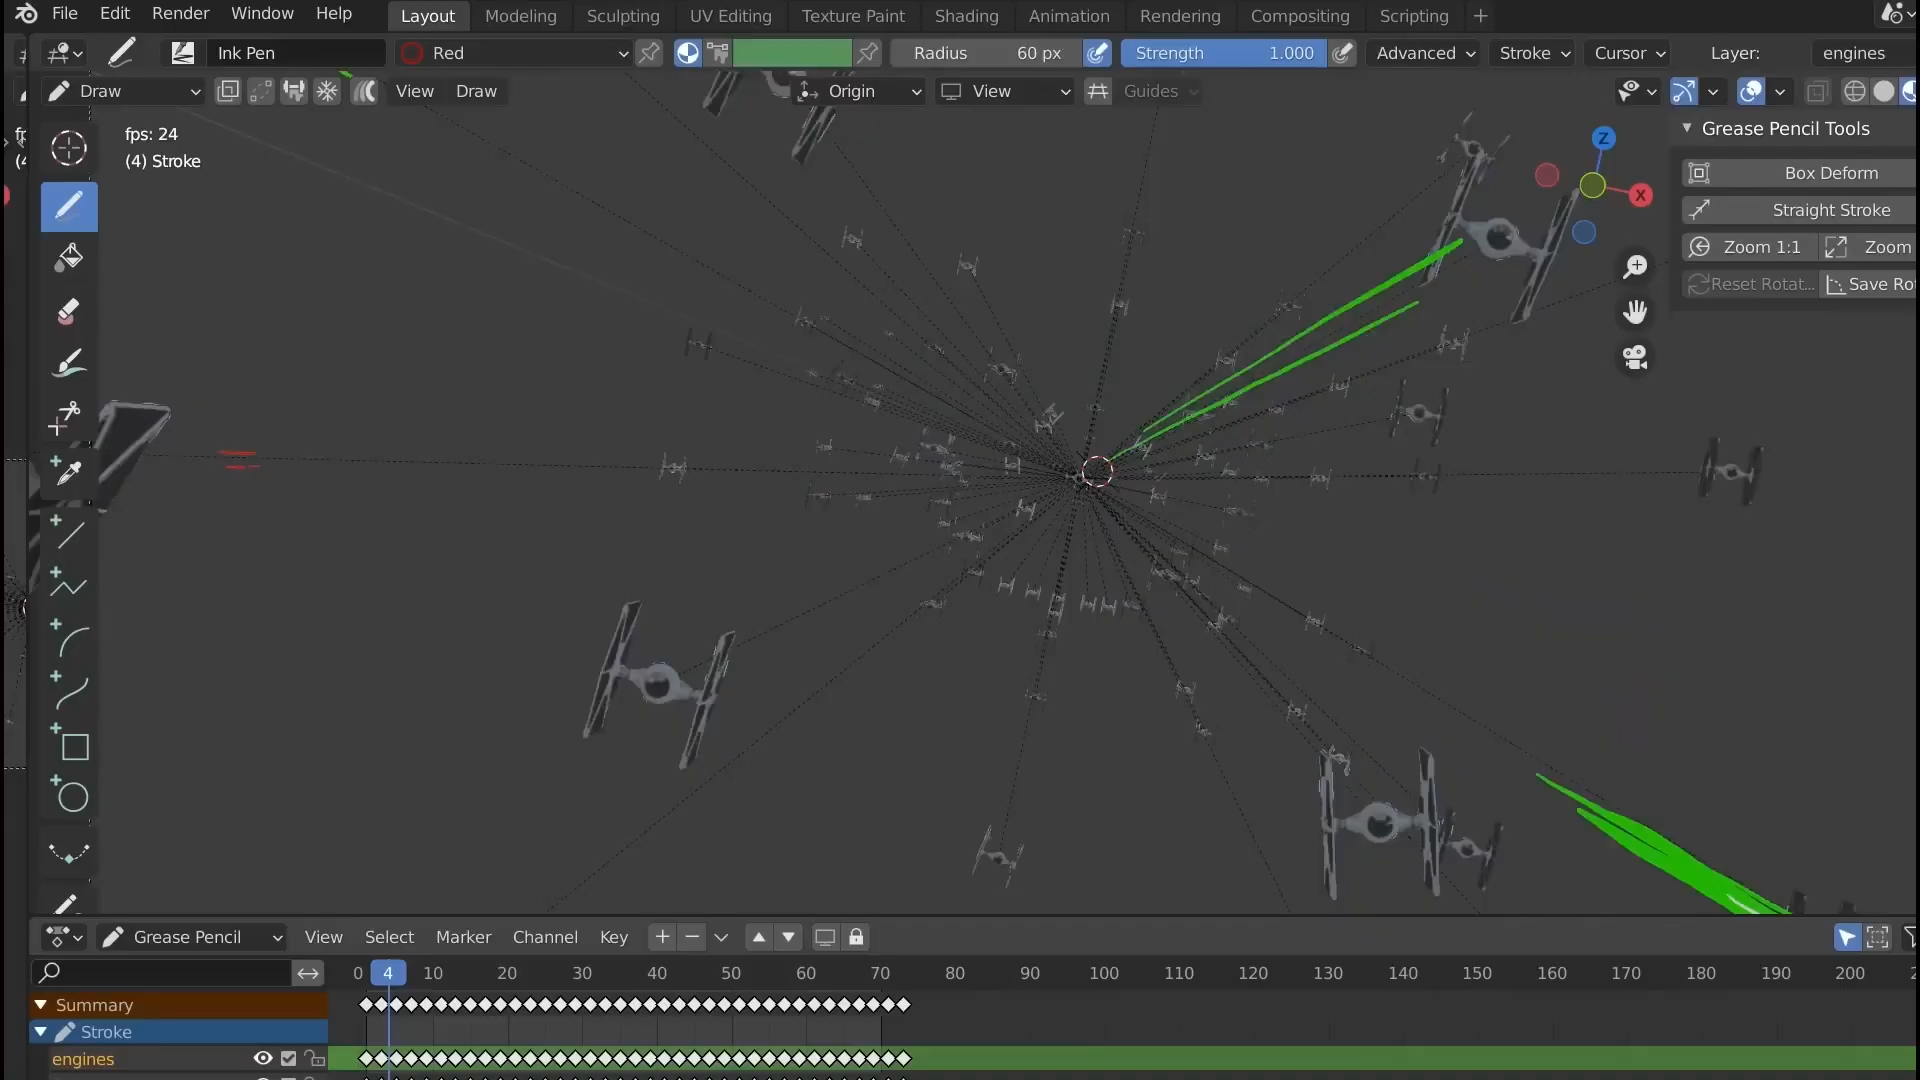 File Edit Render Window Help Layout Modeling Sculpting UV Editing Texture Paint Shading Animation Rendering Compositing Scripting +
Ink Pen Red Radius 60 px Strength 1.000 Advanced Stroke Cursor Layer: engines
Draw View Draw Origin View Guides
fps: 24
(4) Stroke
Z
X
Grease Pencil Tools
Box Deform
Straight Stroke
Zoom 1:1 Zoom
Reset Rotat... Save Ro
Grease Pencil View Select Marker Channel Key
0 4 10 20 30 40 50 60 70 80 90 100 110 120 130 140 150 160 170 180 190 200
Summary
Stroke
engines